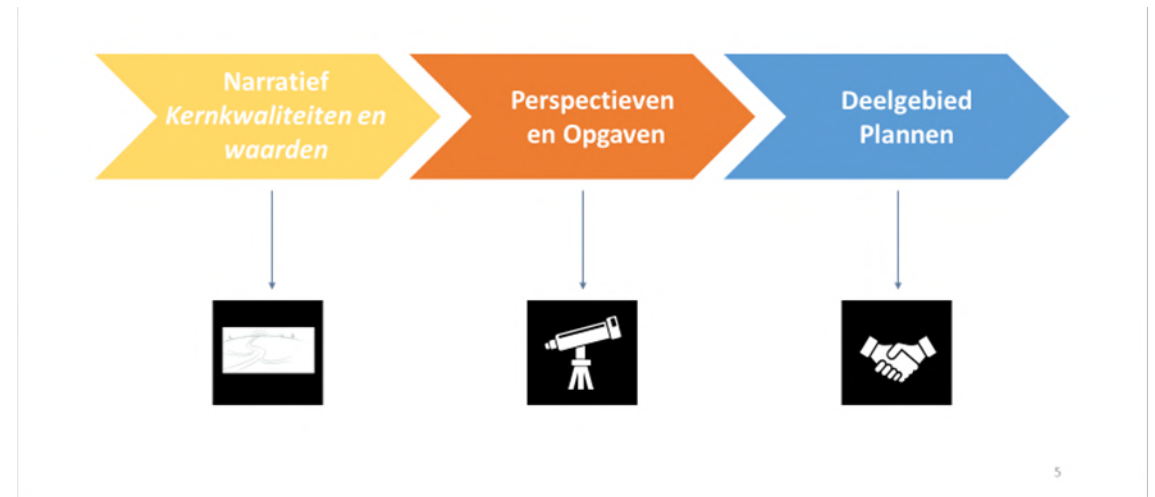 Narratief
Kernkwaliteiten en
waarden
Perspectieven
en Opgaven
Deelgebied
Plannen
5